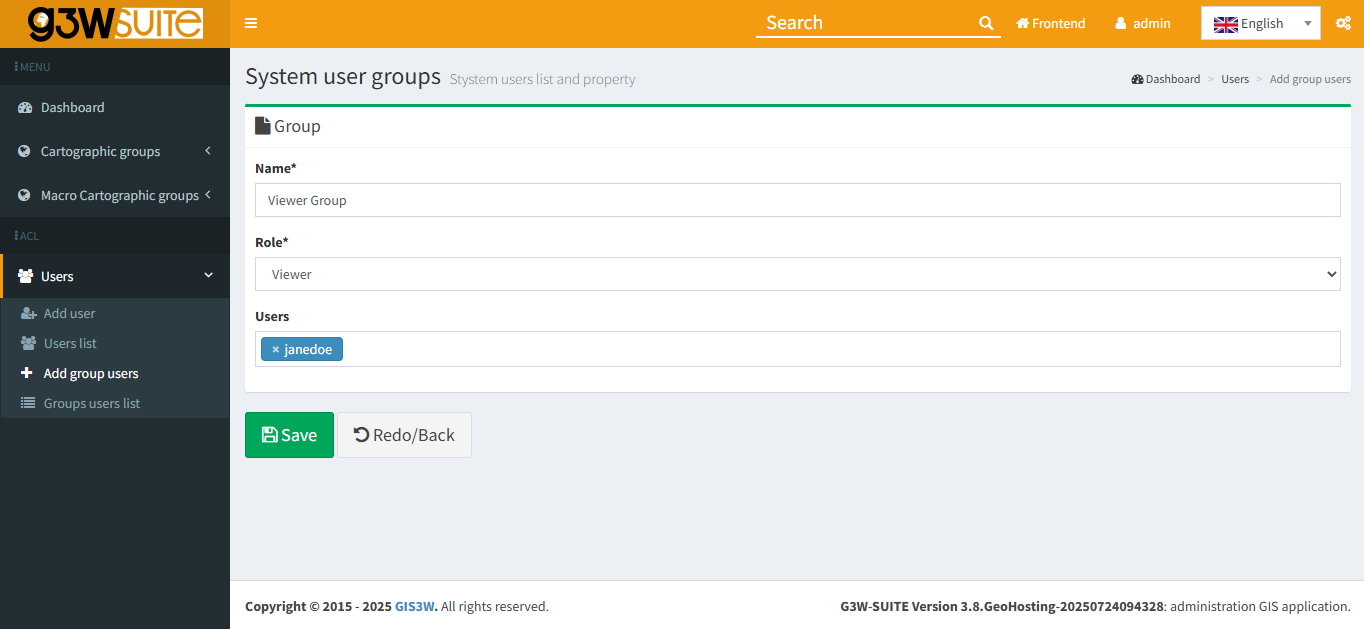 g3WSUITE
Search
Frontend
admin
English
MENU
Dashboard
Cartographic groups
Macro Cartographic groups
ACL
Users
Add user
Users list
Add group users
Groups users list
System user groups Stystem users list and property
Dashboard > Users > Add group users
Group
Name*
Viewer Group
Role*
Viewer
Users
× janedoe
Save
Redo/Back
Copyright © 2015 - 2025 GIS3W. All rights reserved.
G3W-SUITE Version 3.8.GeoHosting-20250724094328: administration GIS application.